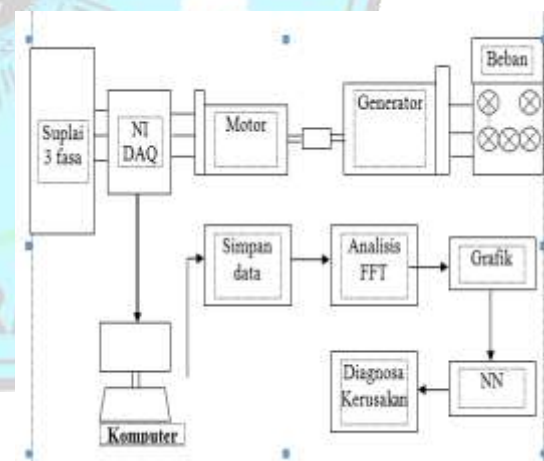 Suplai
3 fasa
NI
DAQ
Motor
Generator
Beban
Simpan
data
Analisis
FFT
Grafik
Diagnosa
Kerusakan
NN
Komputer